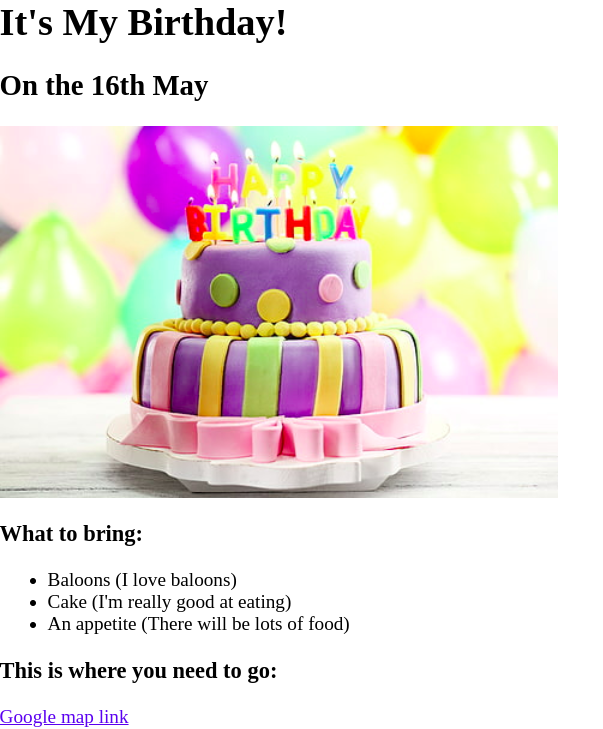 It's My Birthday!
On the 16th May
HAPPY
BIRTHDAY
What to bring:
Baloons (I love baloons)
Cake (I'm really good at eating)
An appetite (There will be lots of food)
This is where you need to go:
Google map link